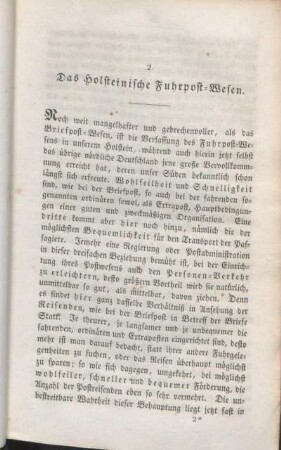 2.
Das Holsteinische Fuhrpost-Wesen.
Noch weit mangelhafter und gebrechenvoller, als das
Briefpost-Wesen, ist die Verfassung des Fuhrpost-We-
sens in unserem Holstein, während auch hierin jetzt selbst
das übrige nördliche Deutschland jene große Vervollkomm-
nung erreicht hat, deren unser Süden bekanntlich schon
längst sich erfreute. Wohlfeilheit und Schnelligkeit
sind, wie bei der Briefpost, so auch bei der fahrenden so-
genannten ordinären sowol, als Extrapost, Hauptbedingun-
gen einer guten und zweckmäßigen Organisation. Eine
dritte kommt aber hier noch hinzu, nämlich die der
möglichsten Bequemlichkeit für den Transport der Pas-
sagiere. Jemehr eine Regierung oder Postadministration
in dieser dreifachen Beziehung bemüht ist, bei der Einrich-
tung ihres Postwesens auch den Personen-Verkehr
zu erleichtern, desto größern Vortheil wird sie natürlich
unmittelbar so gut, als mittelbar, davon ziehen. Denn
es findet hier ganz dasselbe Verhältniß in Ansehung der
Reisenden, wie bei der Briefpost in Betreff der Briefe
Statt. Je theurer, je langsamer und je unbequemer die
fahrenden, ordinären und Extraposten eingerichtet sind, desto
mehr ist man darauf bedacht, statt ihrer andere Fuhrgele-
genheiten zu suchen, oder das Reisen überhaupt möglichst
zu sparen; so wie sich dagegen, umgekehrt, bei möglichst
wohlfeiler, schneller und bequemer Förderung, die
Anzahl der Postreisenden eben so sehr vermehrt. Die un-
bestreitbare Wahrheit dieser Behauptung liegt jetzt fast in
2*